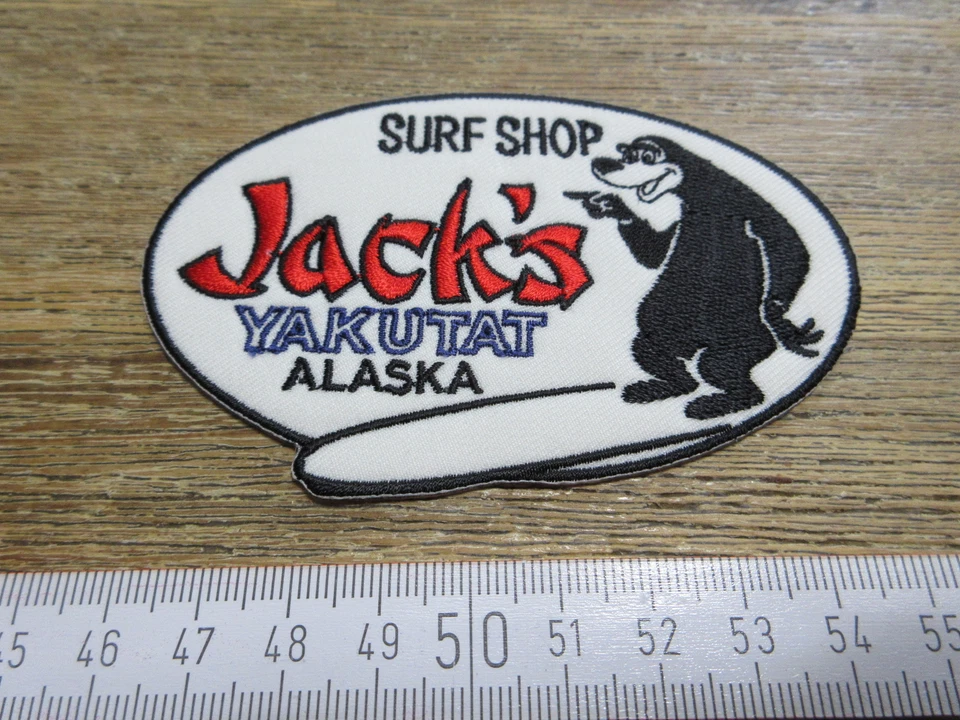 SURF SHOP
Jack's
YAKUTAT
ALASKA
45 46 47 48 49 50 51 52 53 54 55